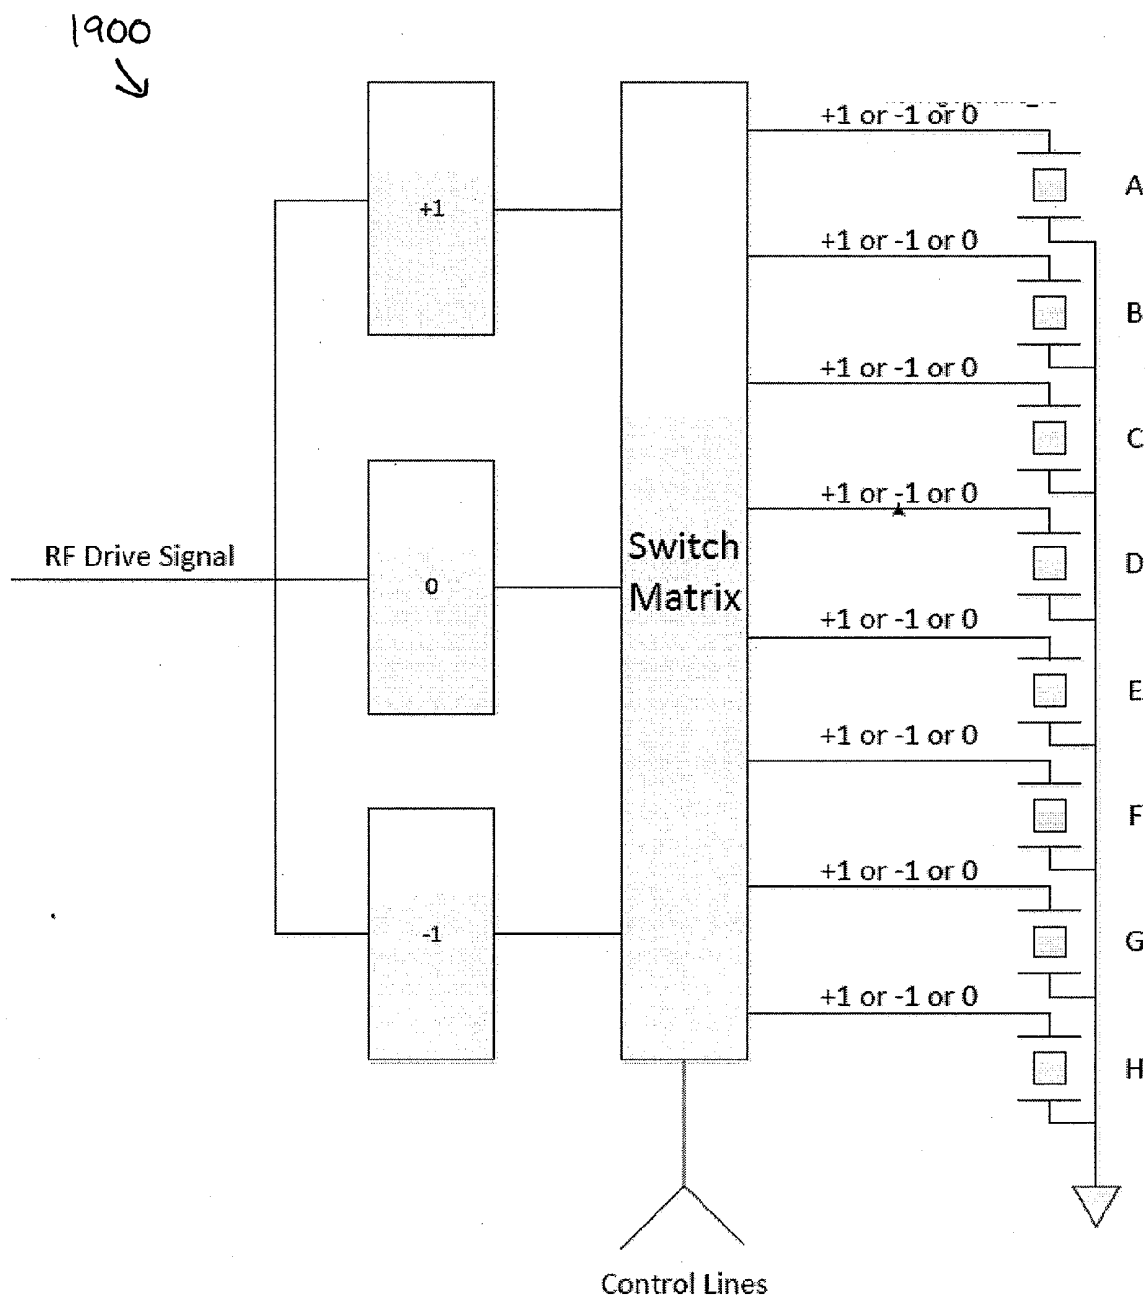 1900
+1 or -1 or 0
A
+1
+1 or -1 or 0
B
+1 or -1 or 0
C
+1 or -1 or 0
RF Drive Signal
0
Switch
Matrix
D
+1 or -1 or 0
E
+1 or -1 or 0
F
+1 or -1 or 0
-1
G
+1 or -1 or 0
H
Control Lines